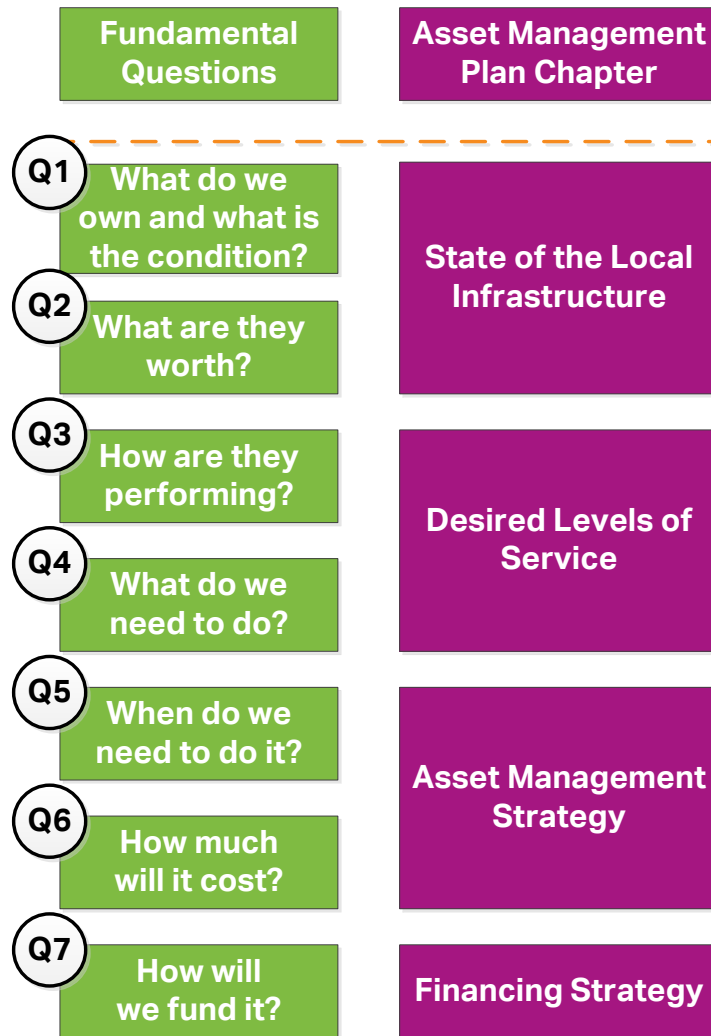 Fundamental
Questions
Asset Management
Plan Chapter
Q1
What do we
own and what is
the condition?
Q2
What are they
worth?
State of the Local
Infrastructure
Q3
How are they
performing?
Q4
What do we
need to do?
Desired Levels of
Service
Q5
When do we
need to do it?
Q6
How much
will it cost?
Asset Management
Strategy
Q7
How will
we fund it?
Financing Strategy